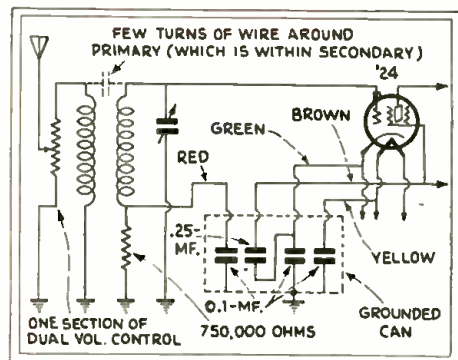 FEW TURNS OF WIRE AROUND
PRIMARY (WHICH IS WITHIN SECONDARY)
'24
BROWN
GREEN
RED
YELLOW
.25-
MF.
0.1-MF.
GROUNDED
CAN
ONE SECTION OF
DUAL VOL. CONTROL
750,000 OHMS